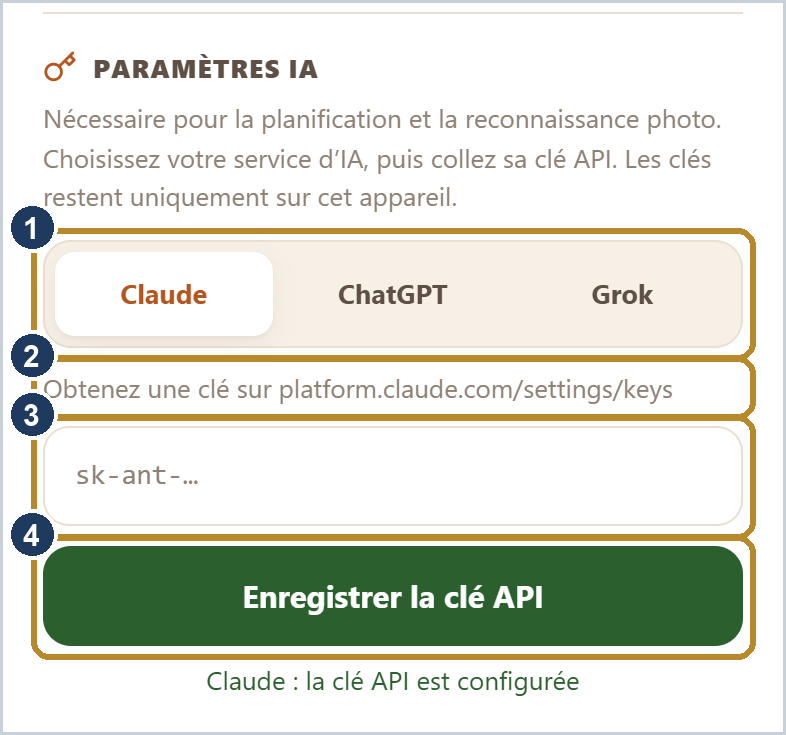 PARAMÈTRES IA
Nécessaire pour la planification et la reconnaissance photo.
Choisissez votre service d’IA, puis collez sa clé API. Les clés
restent uniquement sur cet appareil.
1
Claude ChatGPT Grok
2
Obtenez une clé sur platform.claude.com/settings/keys
3
sk-ant-…
4
Enregistrer la clé API
Claude : la clé API est configurée